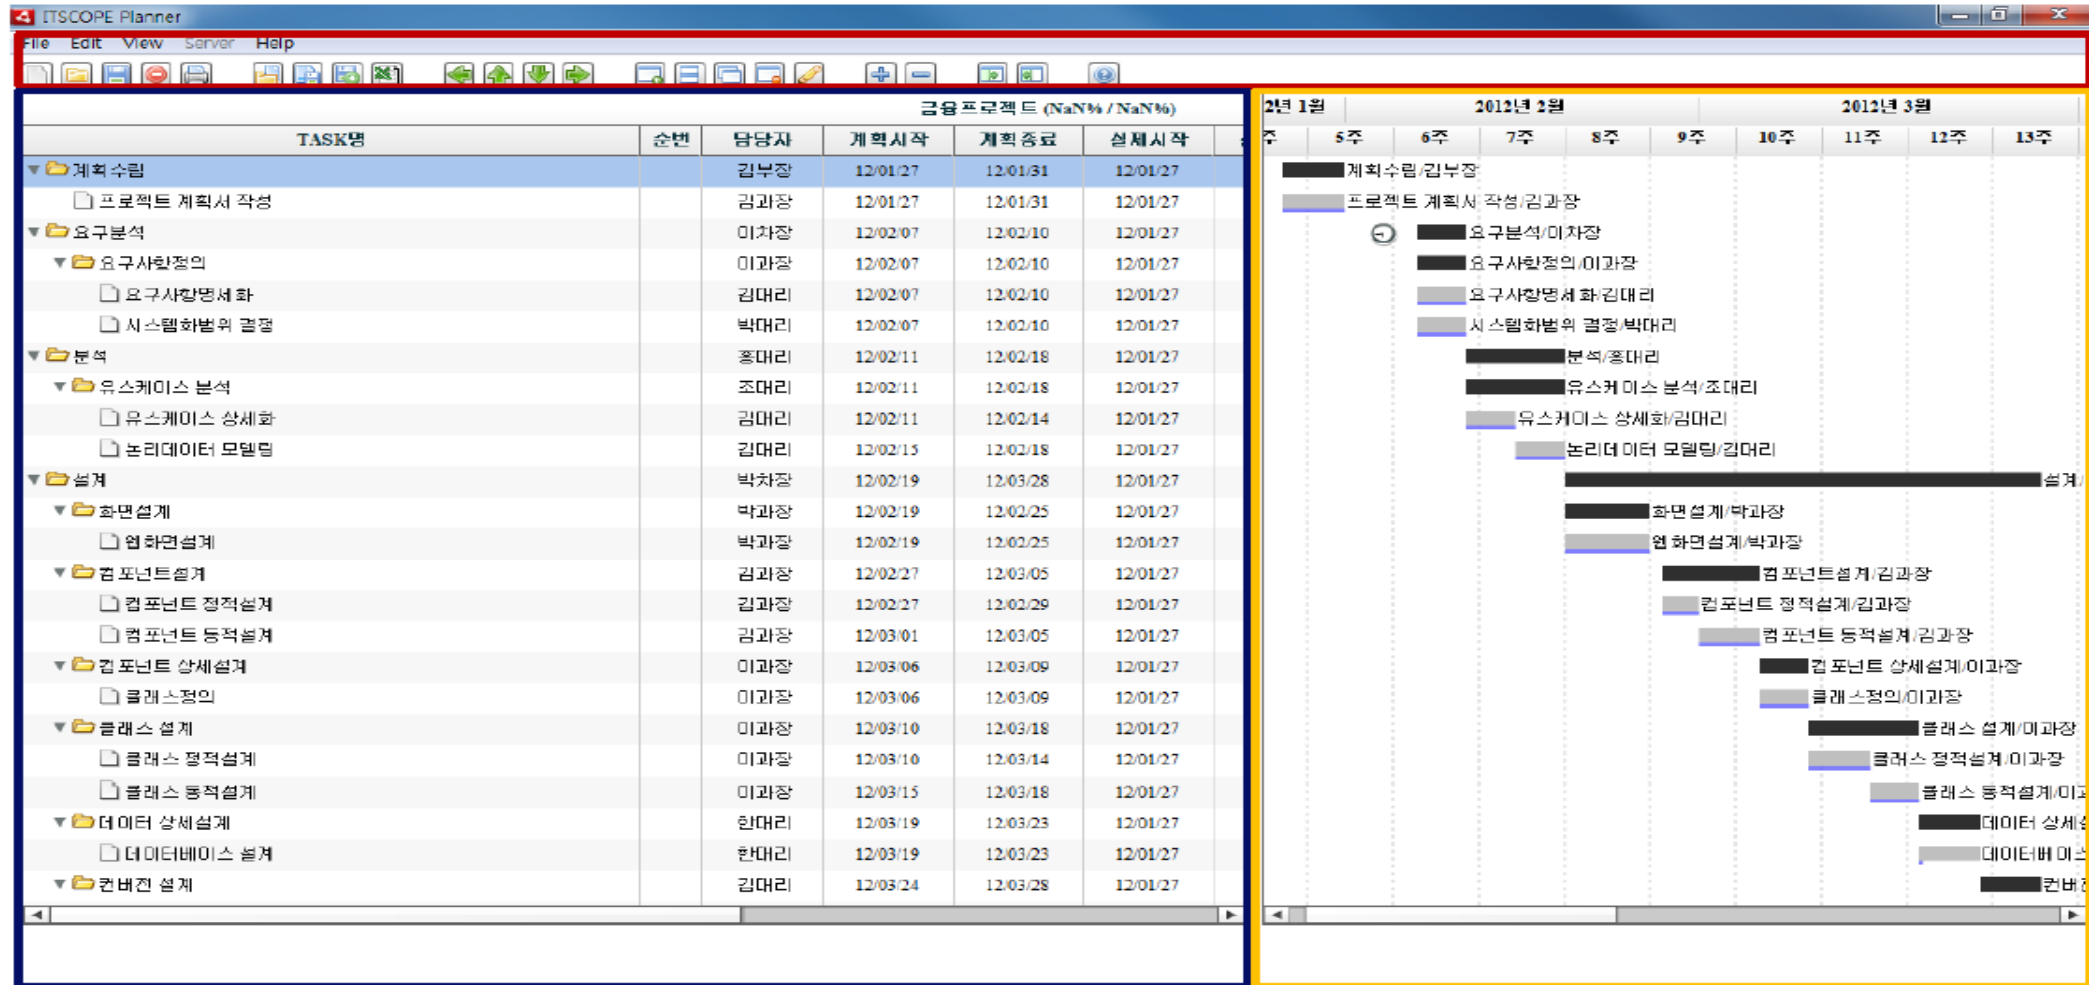 ITSCOPE Planner
File Edit View Server Help
금융프로젝트 (NaN% / NaN%)
TASK명 순번 담당자 계획시작 계획종료 실제시작
계획수립 김부장 12/01/27 12/01/31 12/01/27
프로젝트 계획서 작성 김과장 12/01/27 12/01/31 12/01/27
요구분석 이차장 12/02/07 12/02/10 12/01/27
요구사항정의 이과장 12/02/07 12/02/10 12/01/27
요구사항명세화 김대리 12/02/07 12/02/10 12/01/27
시스템화범위 결정 박대리 12/02/07 12/02/10 12/01/27
분석 홍대리 12/02/11 12/02/18 12/01/27
유스케이스 분석 조대리 12/02/11 12/02/18 12/01/27
유스케이스 상세화 김대리 12/02/11 12/02/14 12/01/27
논리데이터 모델링 김대리 12/02/15 12/02/18 12/01/27
설계 박차장 12/02/19 12/03/28 12/01/27
화면설계 박과장 12/02/19 12/02/25 12/01/27
웹화면설계 박과장 12/02/19 12/02/25 12/01/27
컴포넌트설계 김과장 12/02/27 12/03/05 12/01/27
컴포넌트 정적설계 김과장 12/02/27 12/02/29 12/01/27
컴포넌트 동적설계 김과장 12/03/01 12/03/05 12/01/27
컴포넌트 상세설계 이과장 12/03/06 12/03/09 12/01/27
클래스정의 이과장 12/03/06 12/03/09 12/01/27
클래스 설계 이과장 12/03/10 12/03/18 12/01/27
클래스 정적설계 이과장 12/03/10 12/03/14 12/01/27
클래스 동적설계 이과장 12/03/15 12/03/18 12/01/27
데이터 상세설계 한대리 12/03/19 12/03/23 12/01/27
데이터베이스 설계 한대리 12/03/19 12/03/23 12/01/27
컨버전 설계 김대리 12/03/24 12/03/28 12/01/27
2년 1월 2012년 2월 2012년 3월
주 5주 6주 7주 8주 9주 10주 11주 12주 13주
계획수립/김부장
프로젝트 계획서 작성/김과장
요구분석/이차장
요구사항정의/이과장
요구사항명세화/김대리
시스템화범위 결정/박대리
분석/홍대리
유스케이스 분석/조대리
유스케이스 상세화/김대리
논리데이터 모델링/김대리
설계/
화면설계/박과장
웹화면설계/박과장
컴포넌트설계/김과장
컴포넌트 정적설계/김과장
컴포넌트 동적설계/김과장
컴포넌트 상세설계/이과장
클래스정의/이과장
클래스 설계/이과장
클래스 정적설계/이과장
클래스 동적설계/이
데이터 상세
데이터베이스
컨버